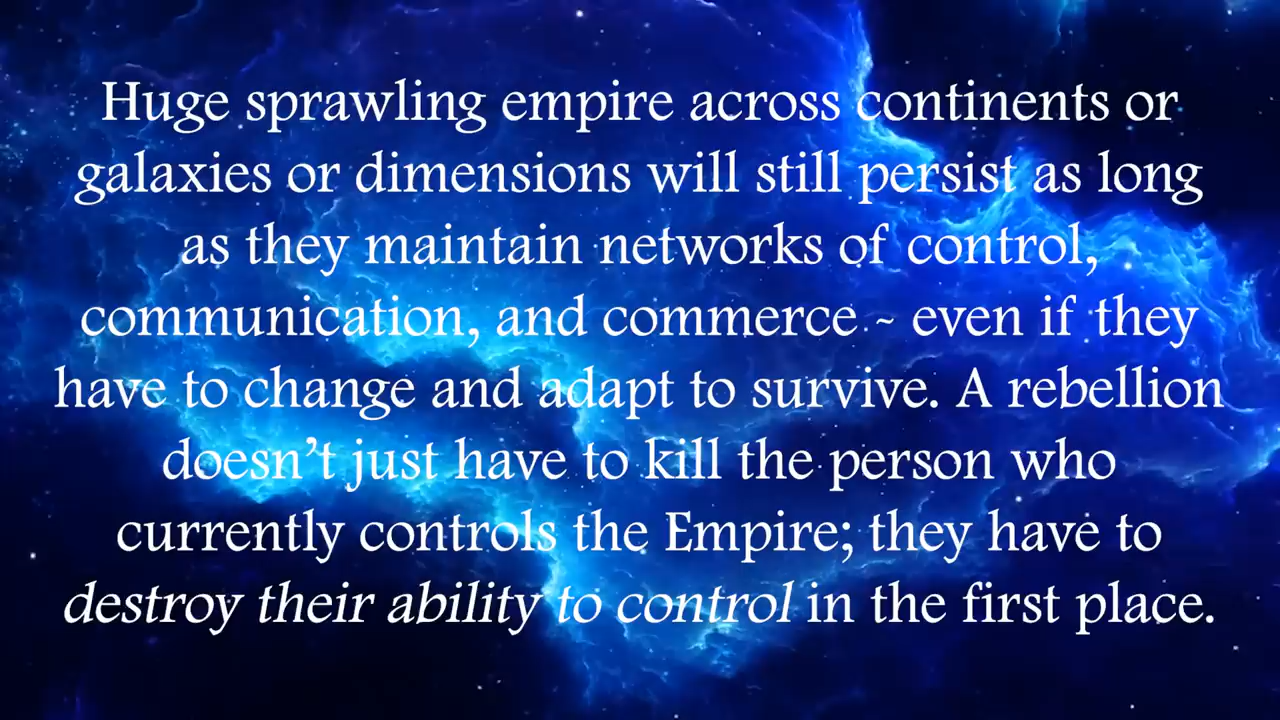 Huge sprawling empire across continents or
galaxies or dimensions will still persist as long
as they maintain networks of control,
communication, and commerce ~ even if they
have to change and adapt to survive. A rebellion
doesn’t just have to kill the person who
currently controls the Empire; they have to
destroy their ability to control in the first place.